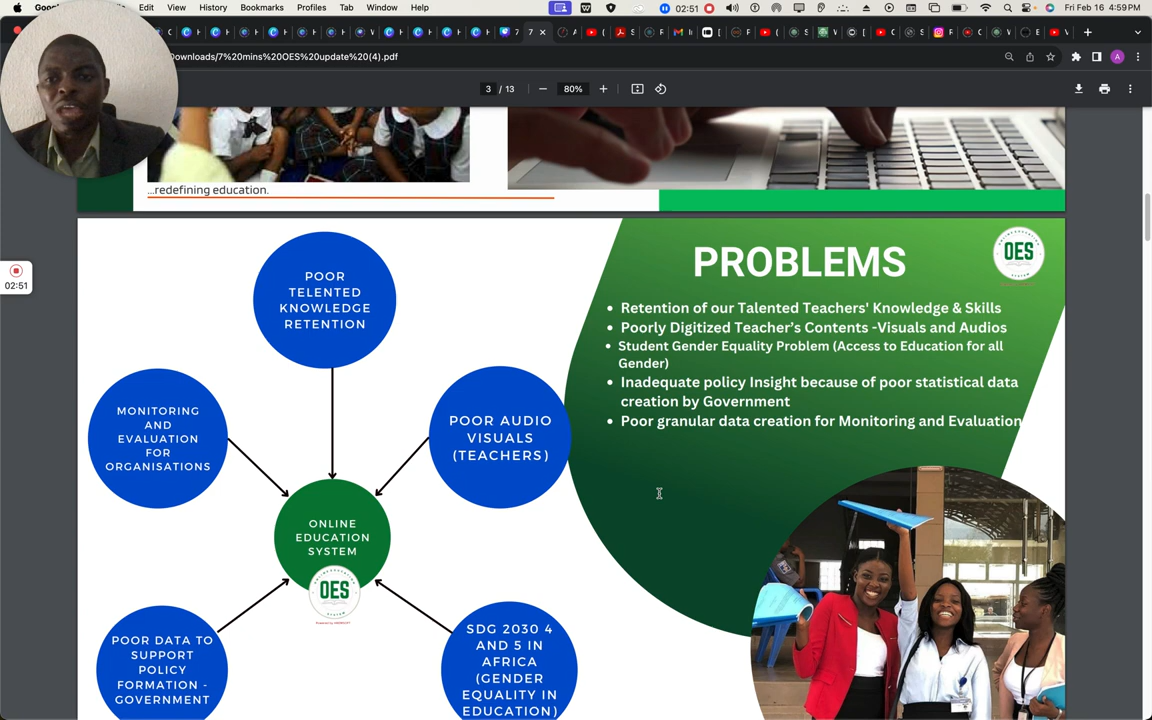 Goog
Edit View History Bookmarks Profiles Tab Window Help
02:51
Fri Feb 16 4:59PM
Downloads/7%20mins%20OES%20update%20(4).pdf
3 / 13
80%
...redefining education.
02:51
POOR
TELENTED
KNOWLEDGE
RETENTION
MONITORING
AND
EVALUATION
FOR
ORGANISATIONS
POOR AUDIO
VISUALS
(TEACHERS)
ONLINE
EDUCATION
SYSTEM
OES
POOR DATA TO
SUPPORT
POLICY
FORMATION -
GOVERNMENT
SDG 2030 4
AND 5 IN
AFRICA
(GENDER
EQUALITY IN
EDUCATION)
PROBLEMS
OES
Retention of our Talented Teachers' Knowledge & Skills
Poorly Digitized Teacher's Contents -Visuals and Audios
Student Gender Equality Problem (Access to Education for all
Gender)
Inadequate policy Insight because of poor statistical data
creation by Government
Poor granular data creation for Monitoring and Evaluation